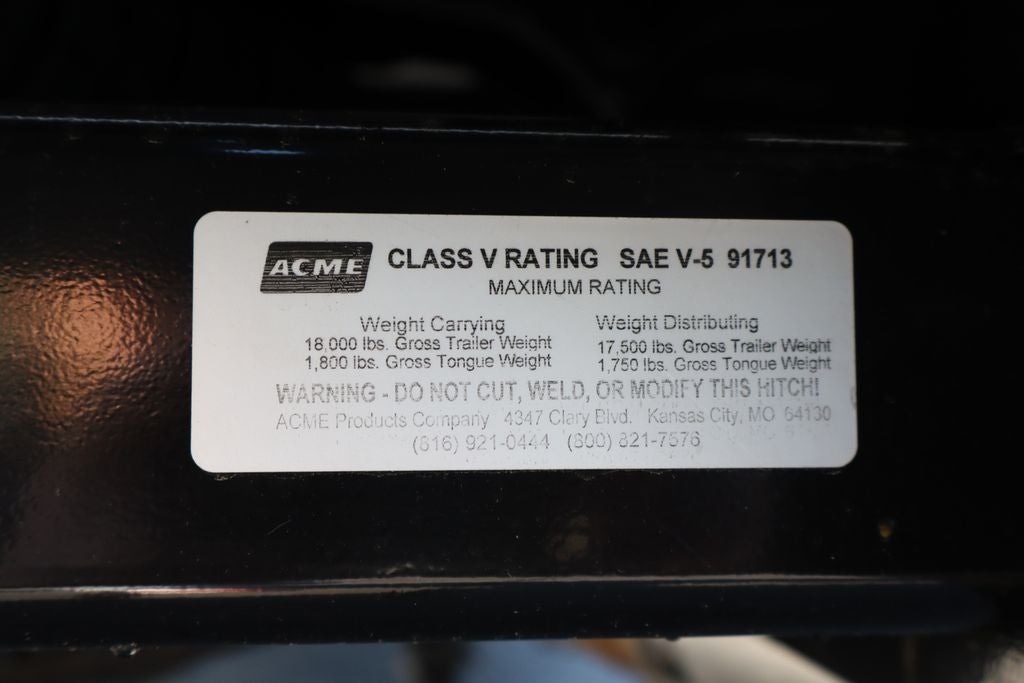 ACME CLASS V RATING SAE V-5 91713
MAXIMUM RATING
Weight Carrying Weight Distributing
18,000 lbs. Gross Trailer Weight 17,500 lbs. Gross Trailer Weight
1,800 lbs. Gross Tongue Weight 1,750 lbs. Gross Tongue Weight
WARNING - DO NOT CUT, WELD, OR MODIFY THIS HITCH!
ACME Products Company 4347 Clary Blvd. Kansas City, MO 64130
(816) 921-0444 (800) 821-7576